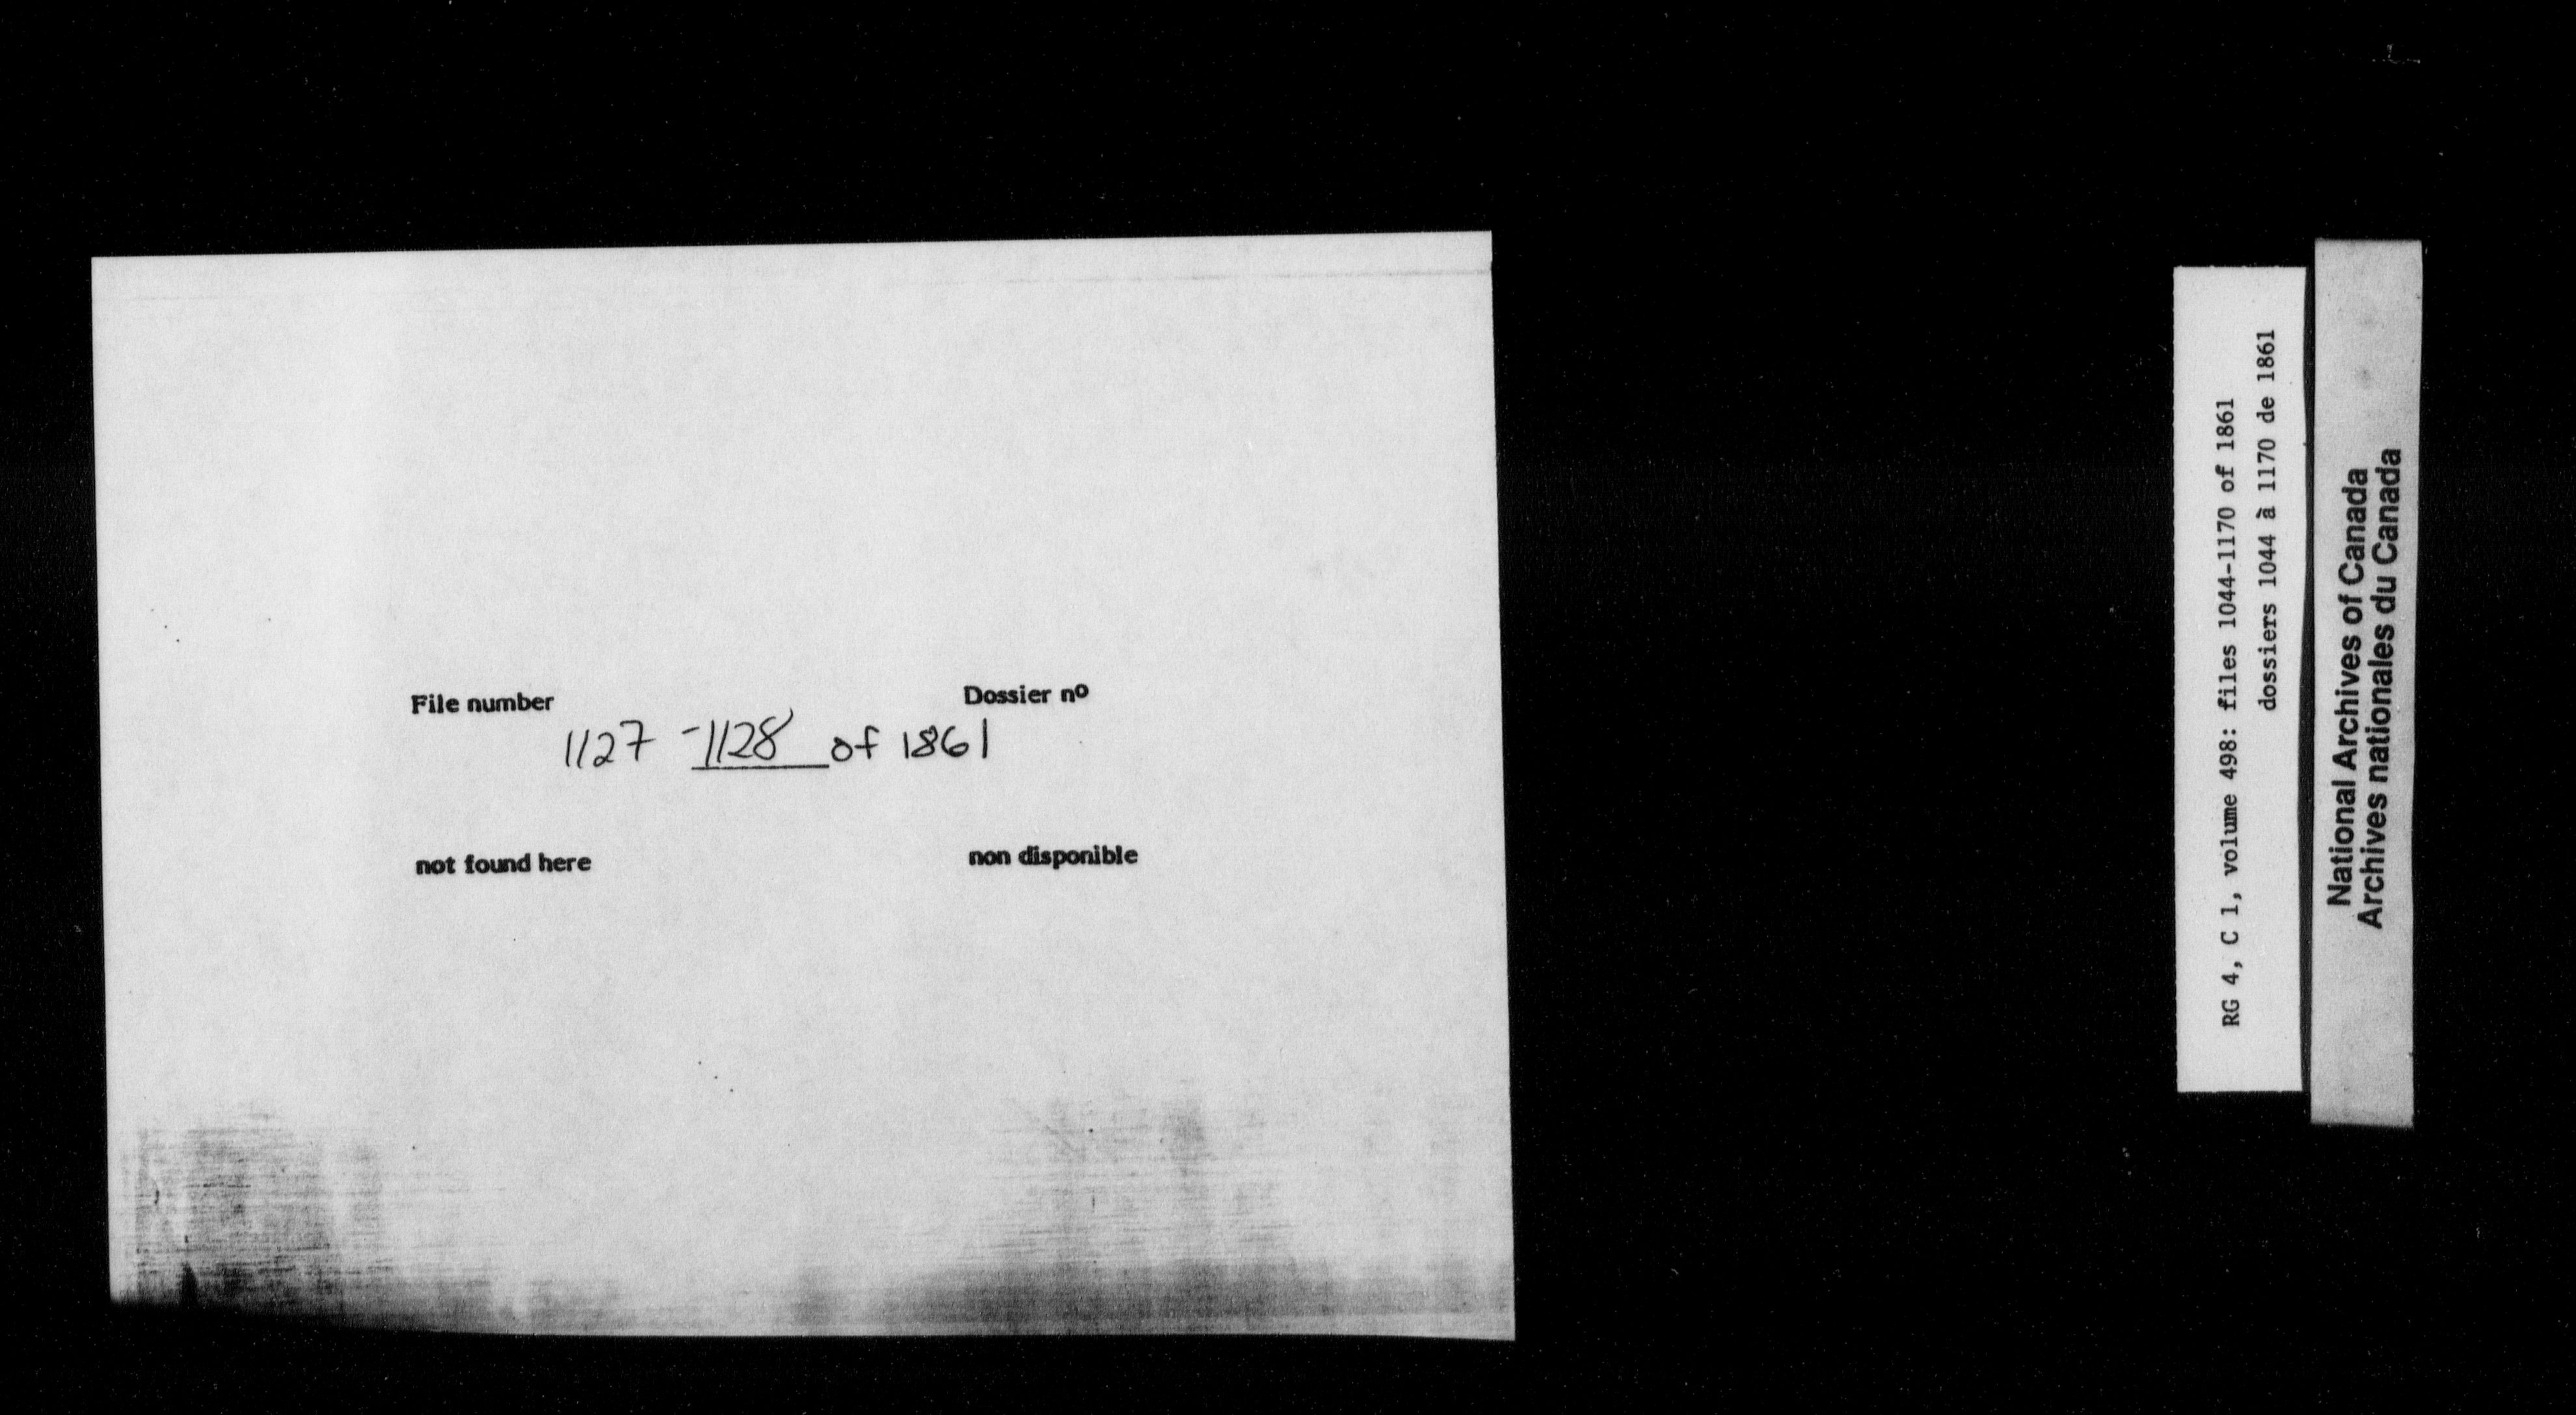 File number Dossier nº
1127 - 1128 of 1861
not found here non disponible
RG 4, C 1, volume 498: files 1044-1170 of 1861
dossiers 1044 à 1170 de 1861
National Archives of Canada
Archives nationales du Canada